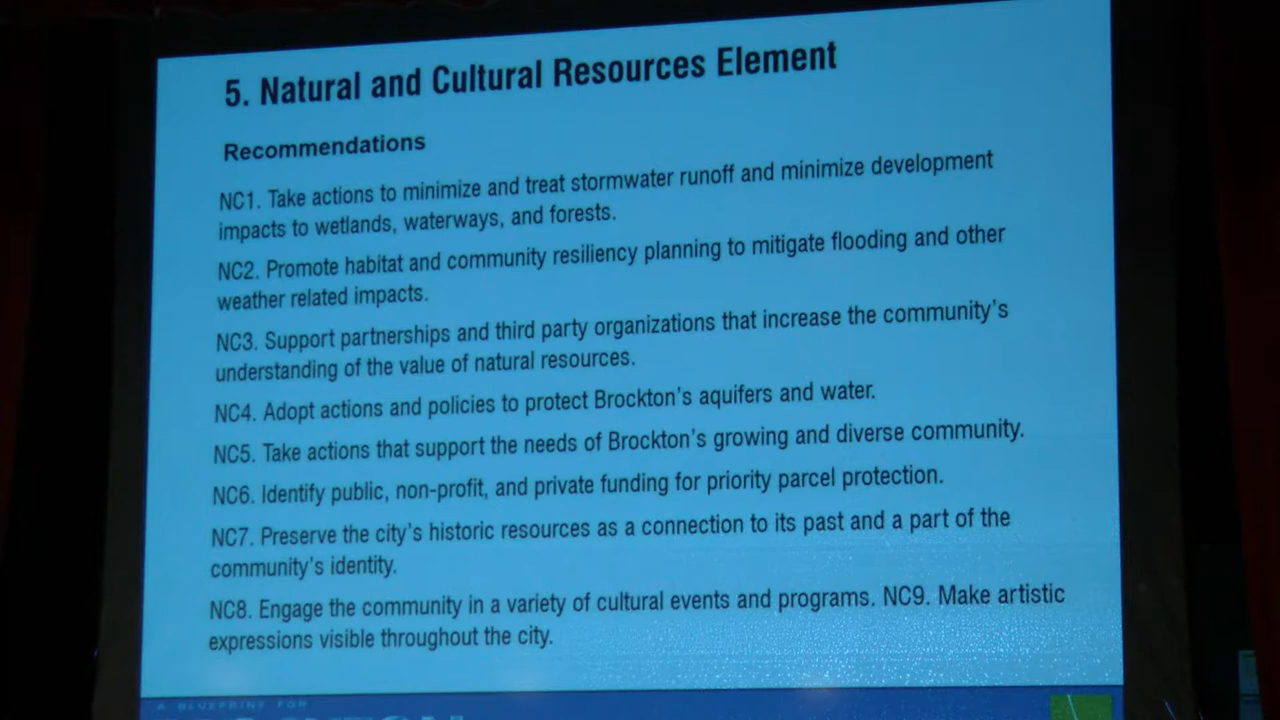 5. Natural and Cultural Resources Element
Recommendations
NC1. Take actions to minimize and treat stormwater runoff and minimize development
impacts to wetlands, waterways, and forests.
NC2. Promote habitat and community resiliency planning to mitigate flooding and other
weather related impacts.
NC3. Support partnerships and third party organizations that increase the community's
understanding of the value of natural resources.
NC4. Adopt actions and policies to protect Brockton's aquifers and water.
NC5. Take actions that support the needs of Brockton's growing and diverse community.
NC6. Identify public, non-profit, and private funding for priority parcel protection.
NC7. Preserve the city's historic resources as a connection to its past and a part of the
community's identity.
NC8. Engage the community in a variety of cultural events and programs. NC9. Make artistic
expressions visible throughout the city.
A BLUEPRINT FOR